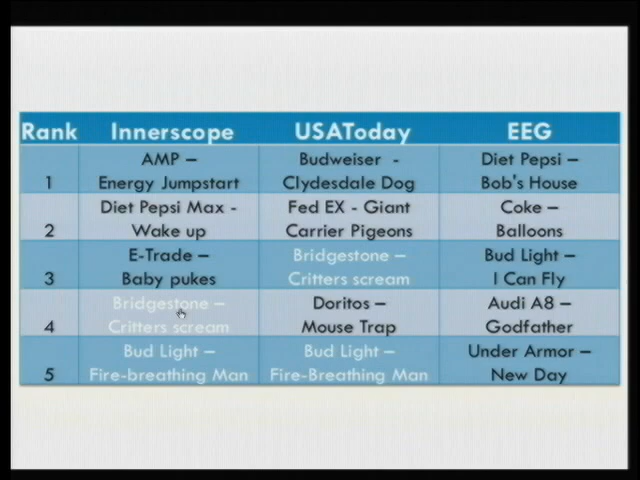 Rank Innerscope USAToday EEG
AMP – Budweiser - Diet Pepsi –
1 Energy Jumpstart Clydesdale Dog Bob's House
Diet Pepsi Max - Fed EX - Giant Coke –
2 Wake up Carrier Pigeons Balloons
E-Trade – Bridgestone – Bud Light –
3 Baby pukes Critters scream I Can Fly
Bridgestone – Doritos – Audi A8 –
4 Critters scream Mouse Trap Godfather
Bud Light – Bud Light – Under Armor –
5 Fire-breathing Man Fire-Breathing Man New Day